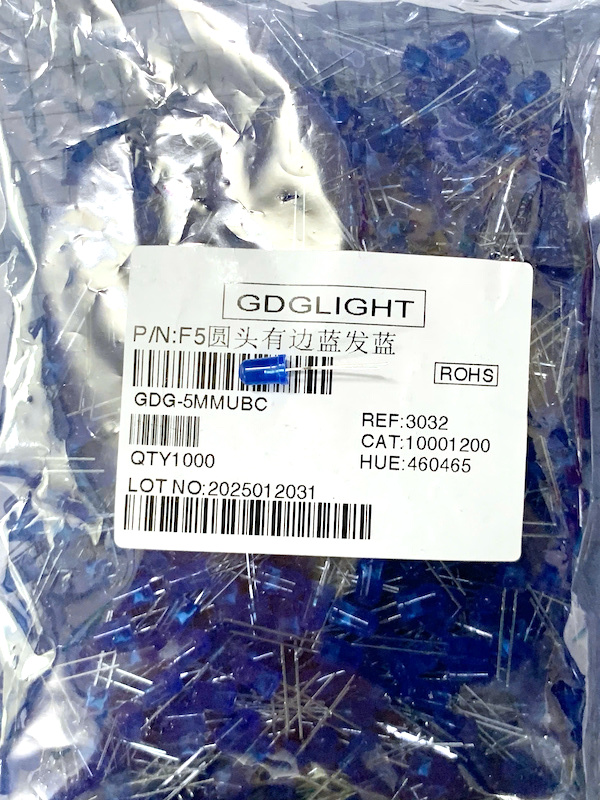 GDGLIGHT
P/N:F5圆头有边蓝发蓝
ROHS
GDG-5MMUBC
REF:3032
CAT:10001200
QTY1000
HUE:460465
LOT NO:2025012031